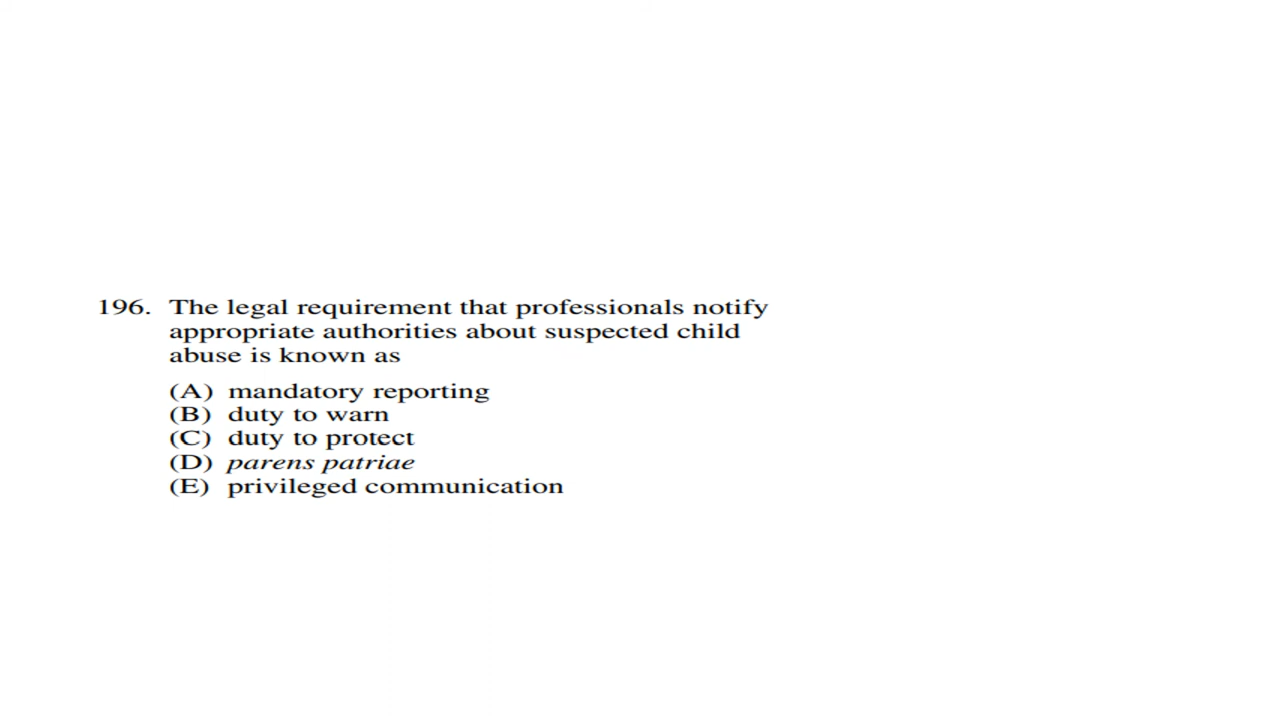 196. The legal requirement that professionals notify
appropriate authorities about suspected child
abuse is known as
(A) mandatory reporting
(B) duty to warn
(C) duty to protect
(D) parens patriae
(E) privileged communication